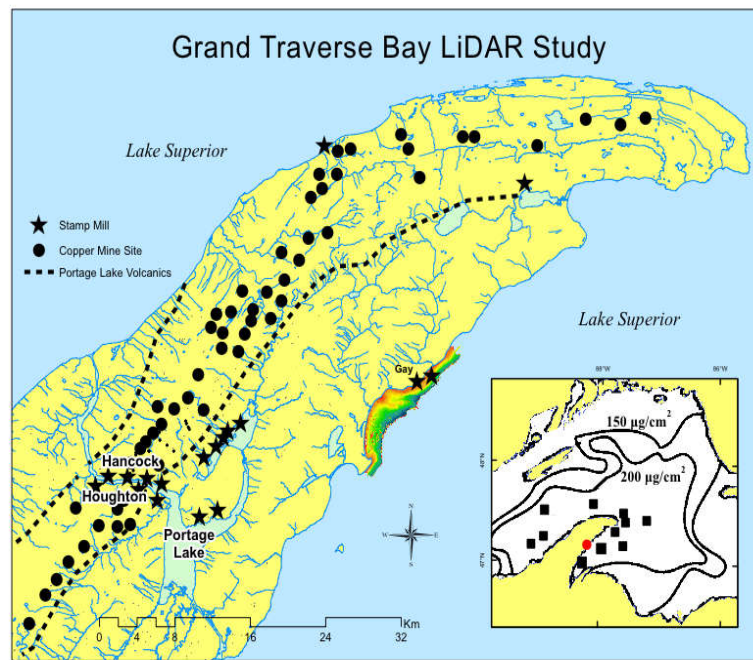 Grand Traverse Bay LiDAR Study
Lake Superior
Stamp Mill
Copper Mine Site
Portage Lake Volcanics
Lake Superior
Gay
Hancock
Houghton
Portage
Lake
N
W
E
S
Km
0 4 8 16 24 32
88°W
86°W
150 µg/cm²
48°N
200 µg/cm²
47°N